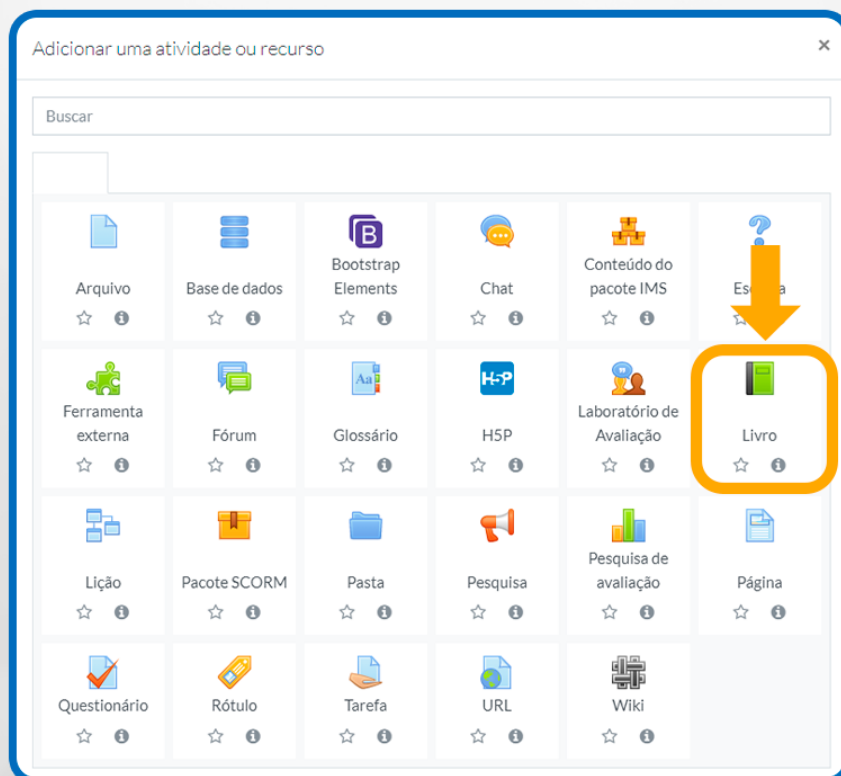 Adicionar uma atividade ou recurso
×
Buscar
Arquivo
Base de dados
Bootstrap
Elements
Chat
Conteúdo do
pacote IMS
Ferramenta
externa
Fórum
Glossário
H5P
Laboratório de
Avaliação
Livro
Lição
Pacote SCORM
Pasta
Pesquisa
Pesquisa de
avaliação
Página
Questionário
Rótulo
Tarefa
URL
Wiki